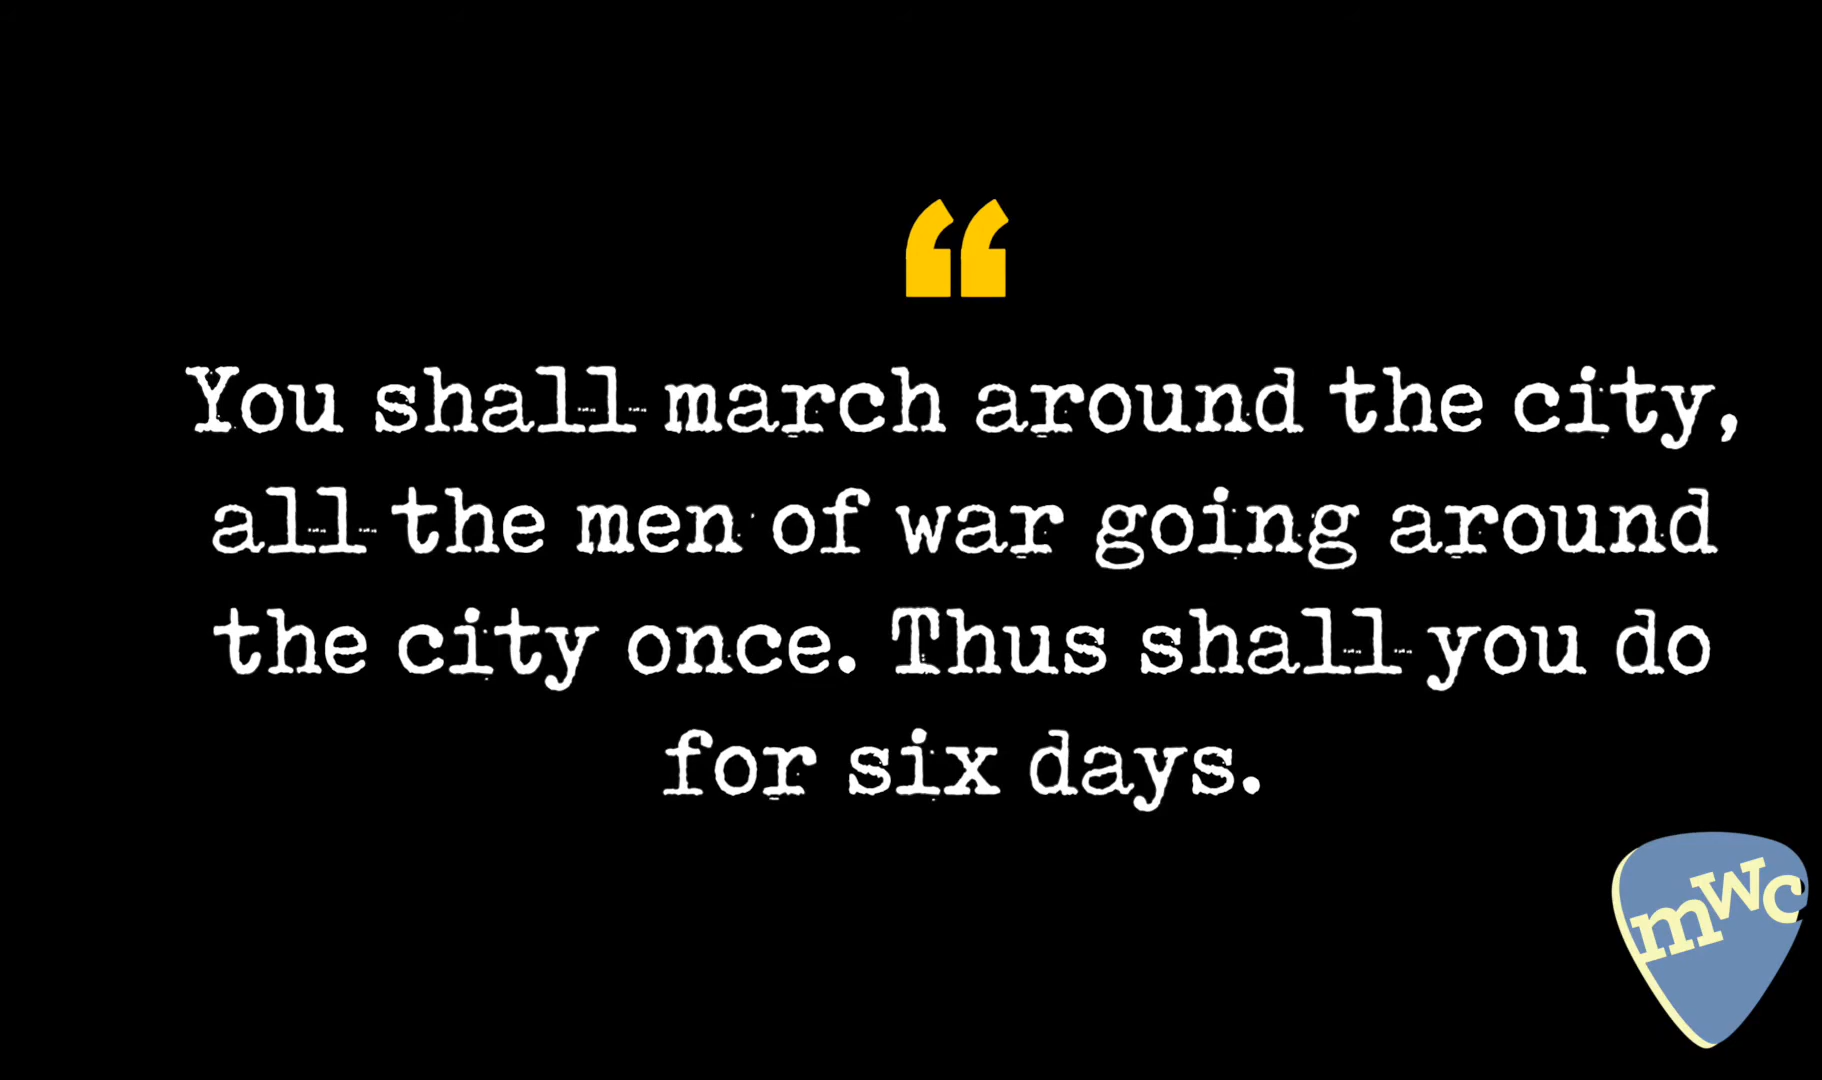 “
You shall march around the city,
all the men of war going around
the city once. Thus shall you do
for six days.
mwc